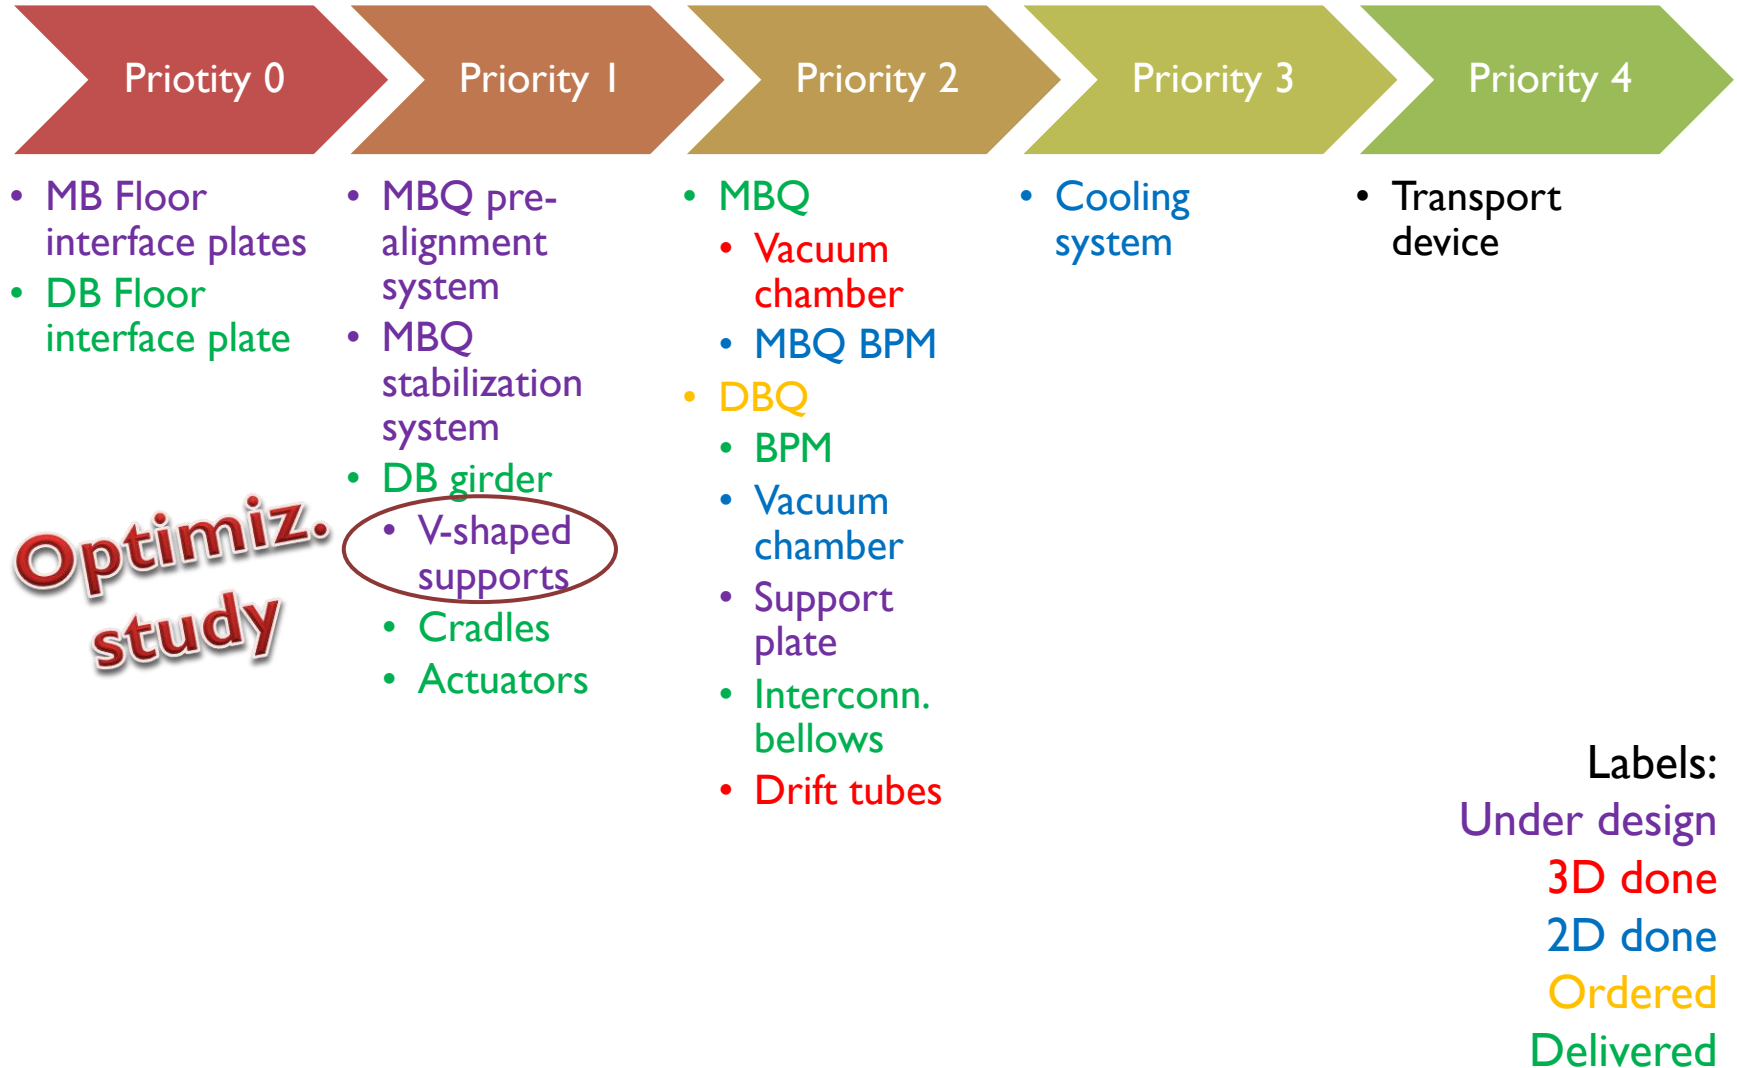 Priotity 0
Priority 1
Priority 2
Priority 3
Priority 4
• MB Floor
interface plates
• DB Floor
interface plate
Optimiz.
study
• MBQ pre-
alignment
system
• MBQ
stabilization
system
• DB girder
• V-shaped
supports
• Cradles
• Actuators
• MBQ
• Vacuum
chamber
• MBQ BPM
• DBQ
• BPM
• Vacuum
chamber
• Support
plate
• Interconn.
bellows
• Drift tubes
• Cooling
system
• Transport
device
Labels:
Under design
3D done
2D done
Ordered
Delivered